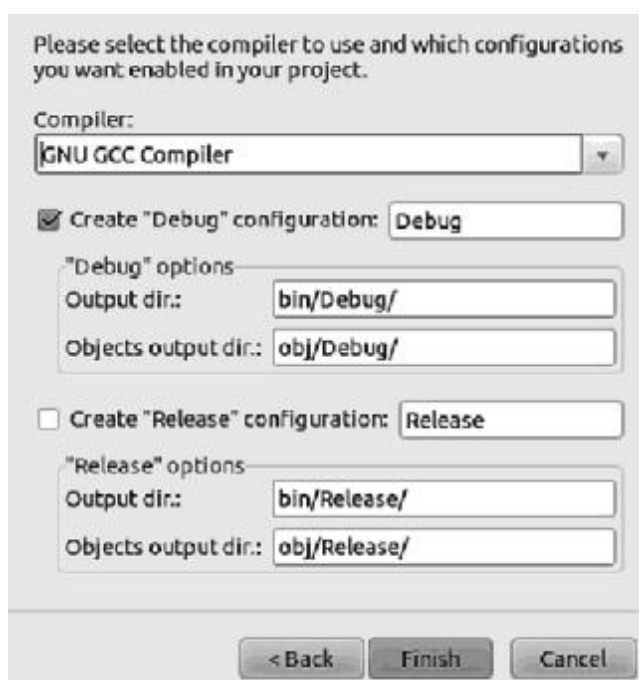 Please select the compiler to use and which configurations
you want enabled in your project.
Compiler:
GNU GCC Compiler
Create "Debug" configuration: Debug
"Debug" options
Output dir.: bin/Debug/
Objects output dir.: obj/Debug/
Create "Release" configuration: Release
"Release" options
Output dir.: bin/Release/
Objects output dir.: obj/Release/
< Back Finish Cancel